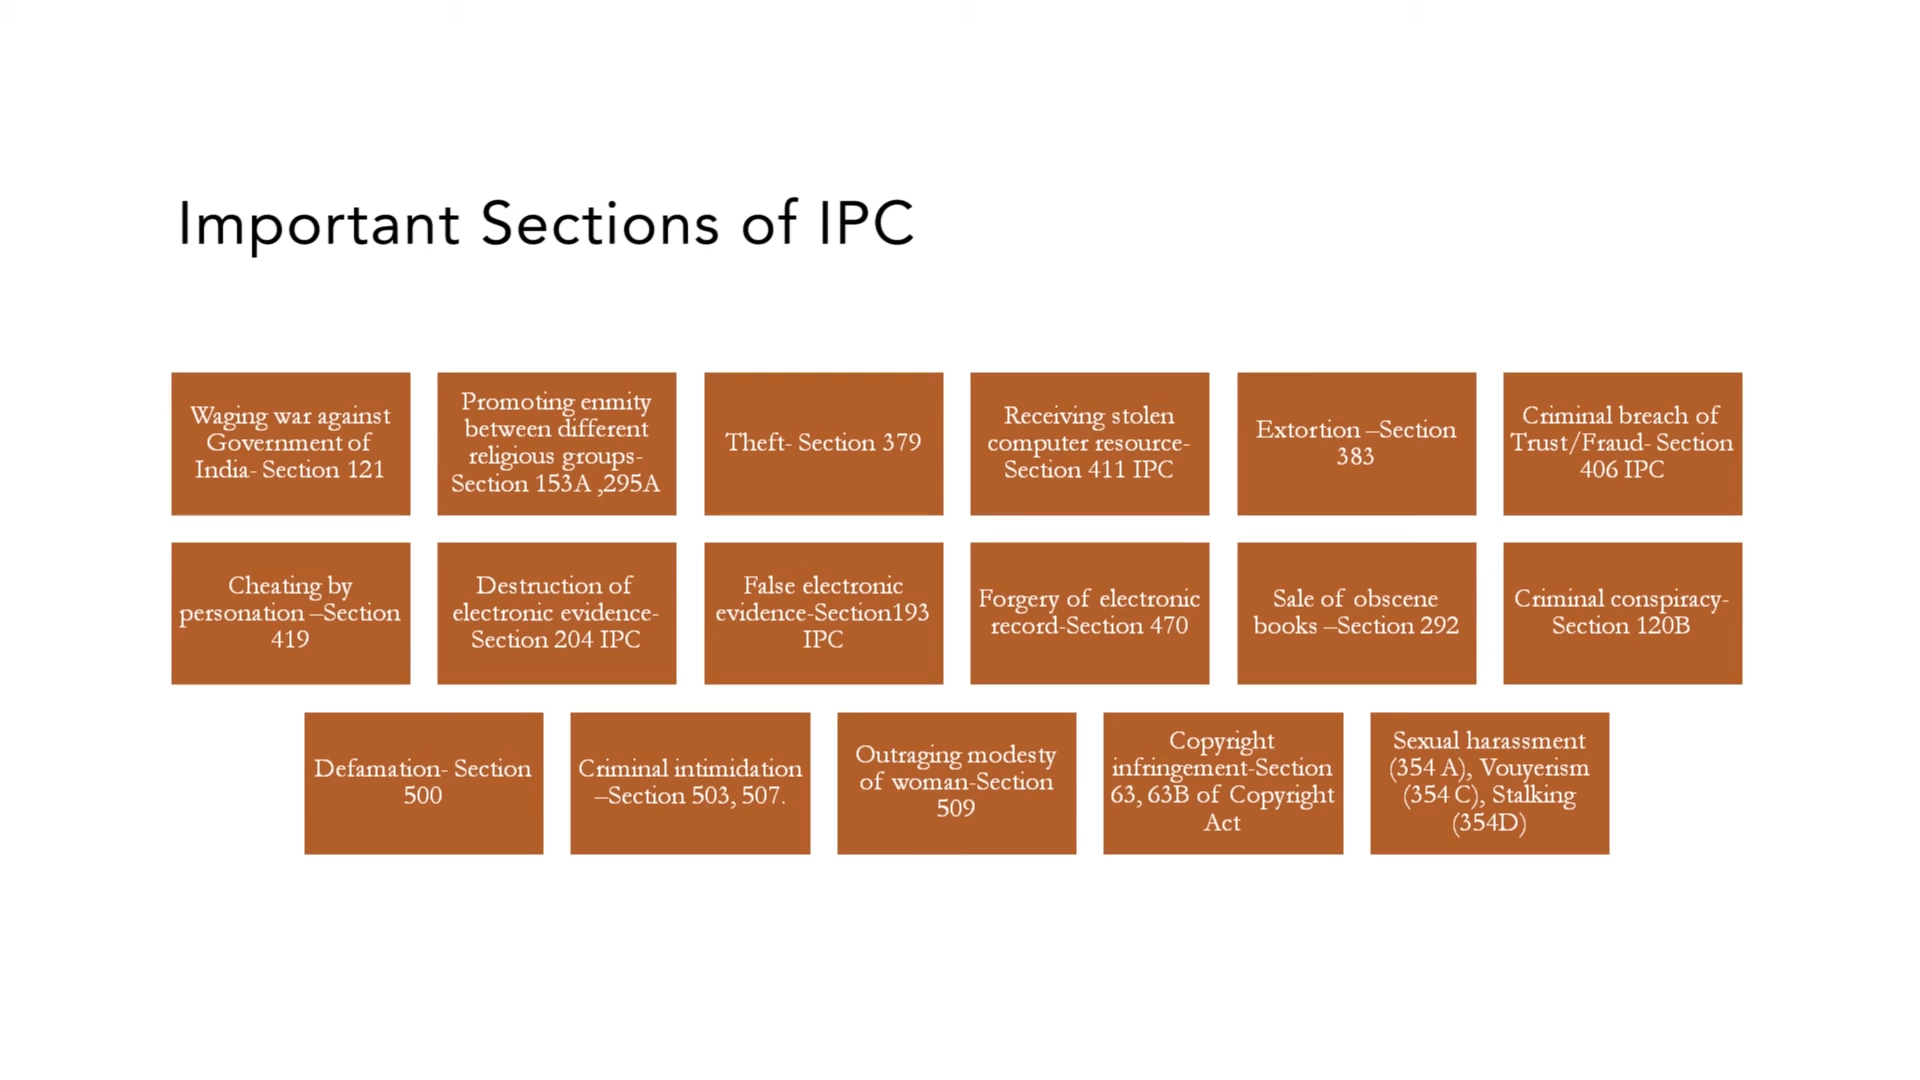 Important Sections of IPC
Waging war against
Government of
India- Section 121
Promoting enmity
between different
religious groups-
Section 153A ,295A
Theft- Section 379
Receiving stolen
computer resource-
Section 411 IPC
Extortion –Section
383
Criminal breach of
Trust/Fraud- Section
406 IPC
Cheating by
personation –Section
419
Destruction of
electronic evidence-
Section 204 IPC
False electronic
evidence-Section193
IPC
Forgery of electronic
record-Section 470
Sale of obscene
books –Section 292
Criminal conspiracy-
Section 120B
Defamation- Section
500
Criminal intimidation
–Section 503, 507.
Outraging modesty
of woman-Section
509
Copyright
infringement-Section
63, 63B of Copyright
Act
Sexual harassment
(354 A), Vouyerism
(354 C), Stalking
(354D)